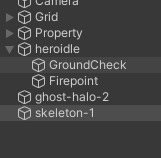 Camera
Grid
Property
heroidle
GroundCheck
Firepoint
ghost-halo-2
skeleton-1